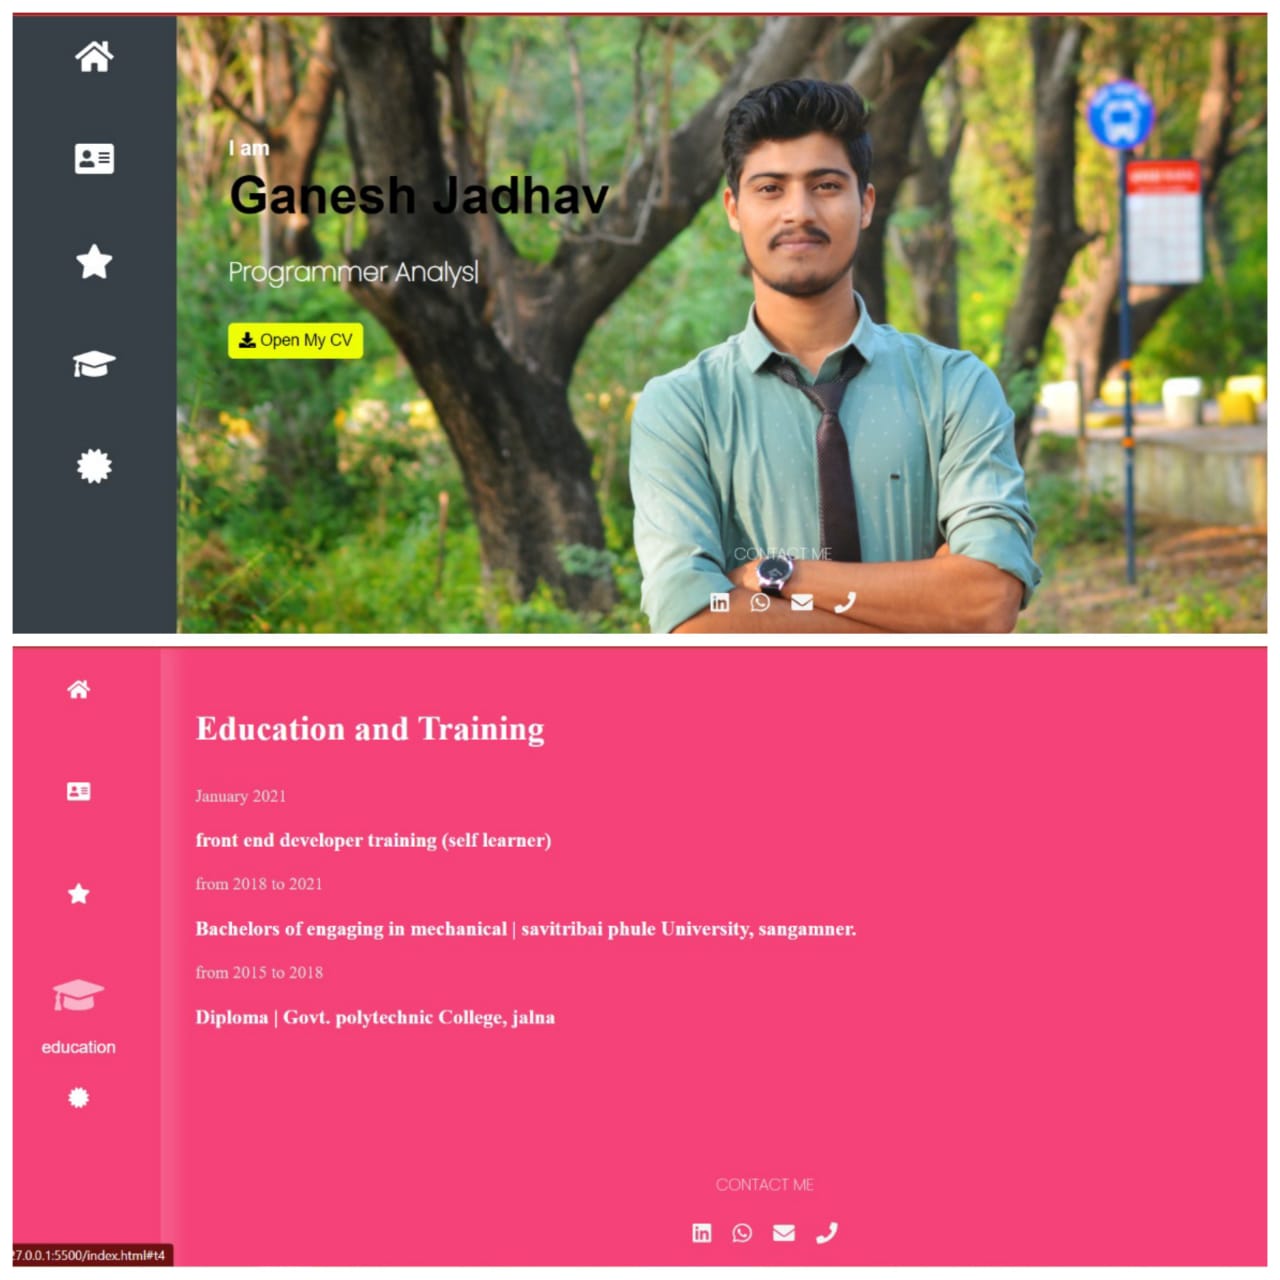 I am
Ganesh Jadhav
Programmer Analys|
Open My CV
CONTACT ME
Education and Training
January 2021
front end developer training (self learner)
from 2018 to 2021
Bachelors of engaging in mechanical | savitribai phule University, sangamner.
from 2015 to 2018
Diploma | Govt. polytechnic College, jalna
education
CONTACT ME
27.0.0.1:5500/index.html#t4